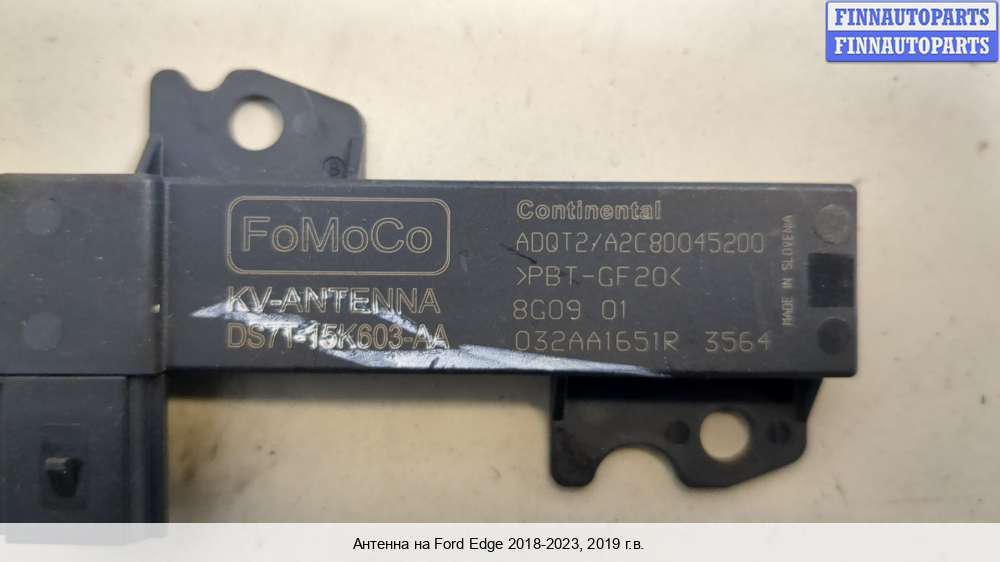 FINNAUTOPARTS
FINNAUTOPARTS
FoMoCo
KV-ANTENNA
DS7T-15K603-AA
Continental
ADQT2/A2C80045200
>PBT-GF20<
8G09 01
032AA1651R 3564
MADE IN SLOVENIA
Антенна на Ford Edge 2018-2023, 2019 г.в.